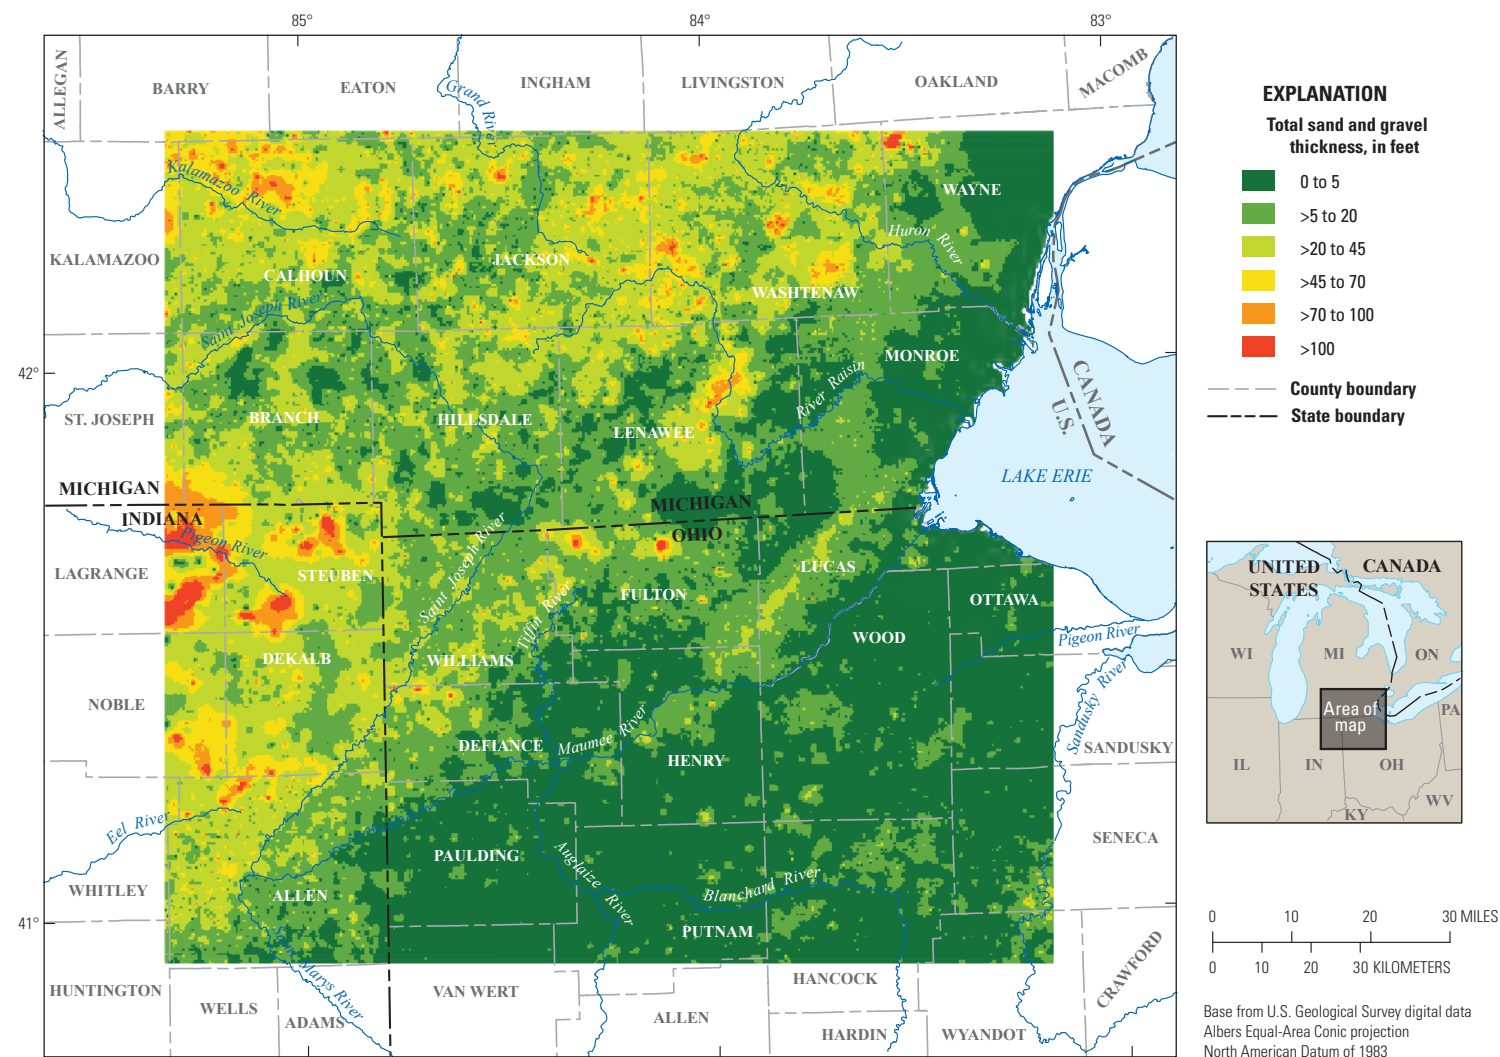 85°
84°
83°
ALLEGAN
BARRY
EATON
INGHAM
LIVINGSTON
OAKLAND
MACOMB
Grand River
Kalamazoo River
WAYNE
Huron River
KALAMAZOO
CALHOUN
JACKSON
WASHTENAW
Saint Joseph River
MONROE
42°
River Raisin
CANADA
U.S.
ST. JOSEPH
BRANCH
HILLSDALE
LENAWEE
LAKE ERIE
MICHIGAN
MICHIGAN
INDIANA
OHIO
Pigeon River
Saint Joseph River
LAGRANGE
STEUBEN
LUCAS
FULTON
OTTAWA
Tiffin River
WOOD
Pigeon River
DEKALB
WILLIAMS
Sandusky River
NOBLE
DEFIANCE
Maumee River
HENRY
SANDUSKY
Eel River
SENECA
PAULDING
Auglaize River
Blanchard River
WHITLEY
ALLEN
41°
PUTNAM
CRAWFORD
HUNTINGTON
WELLS
ADAMS
Marys River
VAN WERT
ALLEN
HANCOCK
HARDIN
WYANDOT
EXPLANATION
Total sand and gravel
thickness, in feet
0 to 5
>5 to 20
>20 to 45
>45 to 70
>70 to 100
>100
County boundary
State boundary
UNITED
STATES
CANADA
WI
MI
ON
Area of
map
PA
IL
IN
OH
WV
KY
0 10 20 30 MILES
0 10 20 30 KILOMETERS
Base from U.S. Geological Survey digital data
Albers Equal-Area Conic projection
North American Datum of 1983